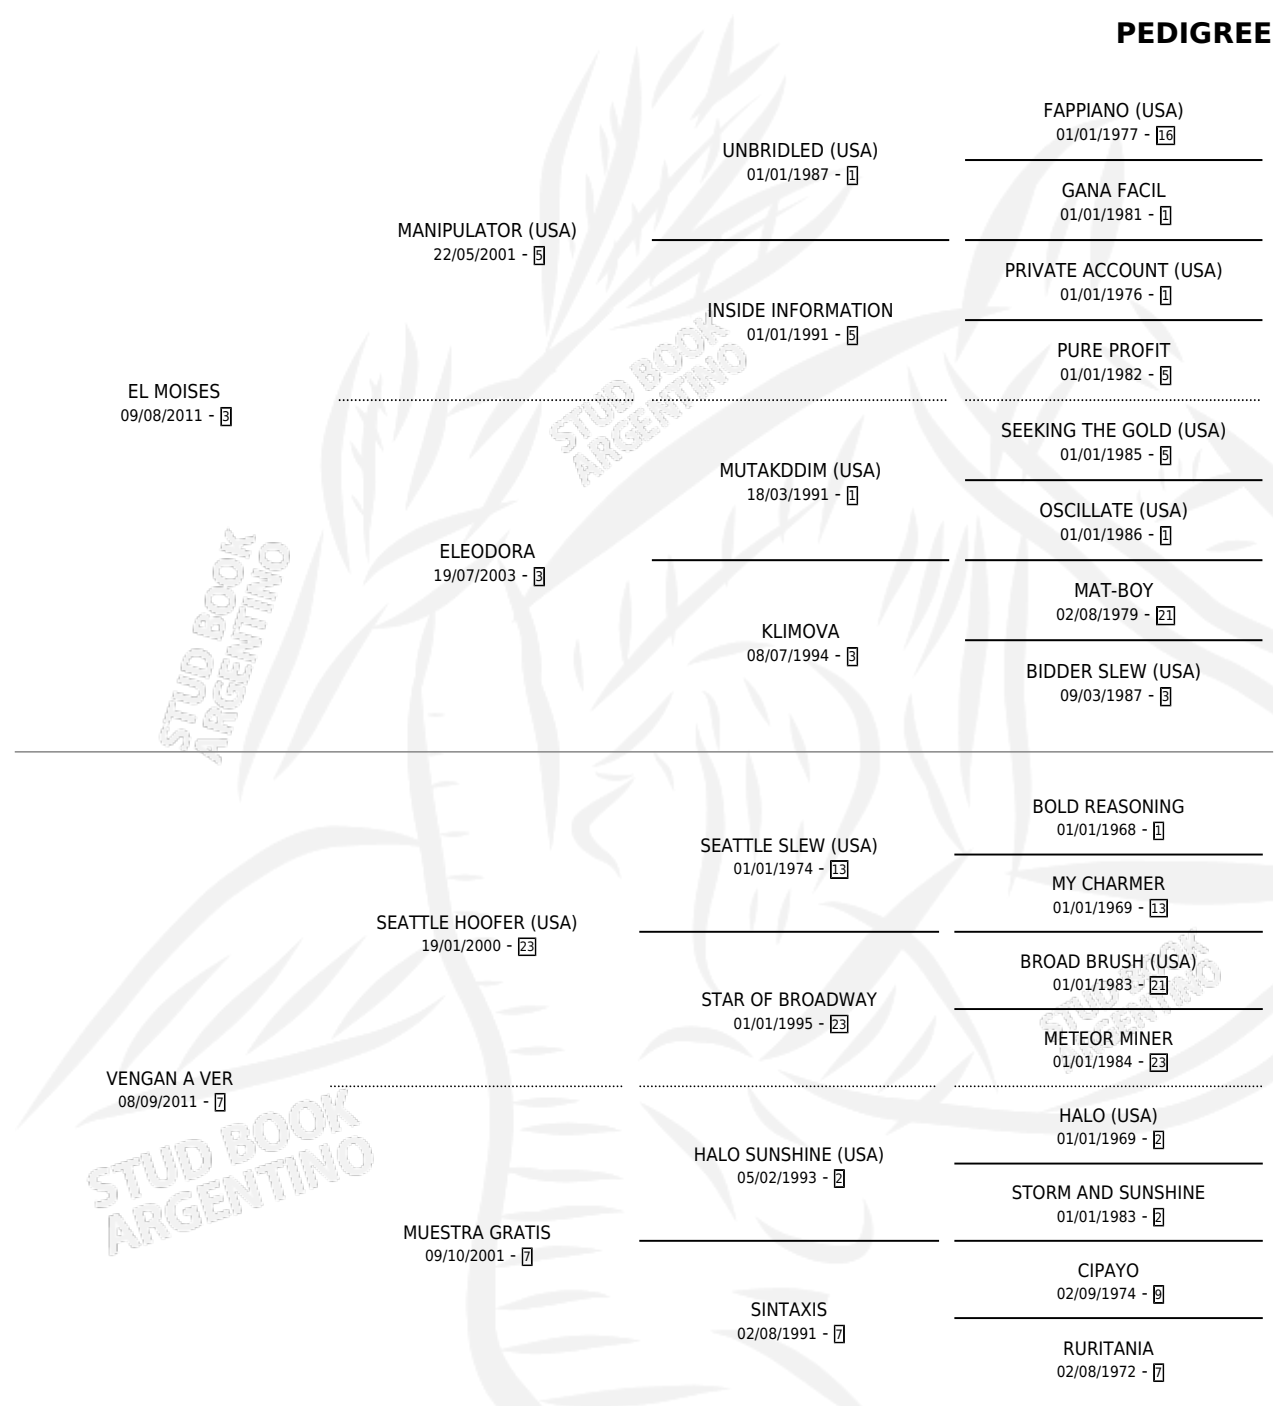 PEDIGREE
FAPPIANO (USA)
01/01/1977 - 16
UNBRIDLED (USA)
01/01/1987 - 1
GANA FACIL
01/01/1981 - 1
MANIPULATOR (USA)
22/05/2001 - 5
PRIVATE ACCOUNT (USA)
01/01/1976 - 1
INSIDE INFORMATION
01/01/1991 - 5
PURE PROFIT
01/01/1982 - 5
EL MOISES
09/08/2011 - 3
SEEKING THE GOLD (USA)
01/01/1985 - 5
MUTAKDDIM (USA)
18/03/1991 - 1
OSCILLATE (USA)
01/01/1986 - 1
ELEODORA
19/07/2003 - 3
MAT-BOY
02/08/1979 - 21
KLIMOVA
08/07/1994 - 3
BIDDER SLEW (USA)
09/03/1987 - 3
BOLD REASONING
01/01/1968 - 1
SEATTLE SLEW (USA)
01/01/1974 - 13
MY CHARMER
01/01/1969 - 13
SEATTLE HOOFER (USA)
19/01/2000 - 23
BROAD BRUSH (USA)
01/01/1983 - 21
STAR OF BROADWAY
01/01/1995 - 23
METEOR MINER
01/01/1984 - 23
VENGAN A VER
08/09/2011 - 7
HALO (USA)
01/01/1969 - 2
HALO SUNSHINE (USA)
05/02/1993 - 2
STORM AND SUNSHINE
01/01/1983 - 2
MUESTRA GRATIS
09/10/2001 - 7
CIPAYO
02/09/1974 - 9
SINTAXIS
02/08/1991 - 7
RURITANIA
02/08/1972 - 7
STUD BOOK
ARGENTINO
STUD BOOK
ARGENTINO
STUD BOOK
ARGENTINO
STUD BOOK
ARGENTINO